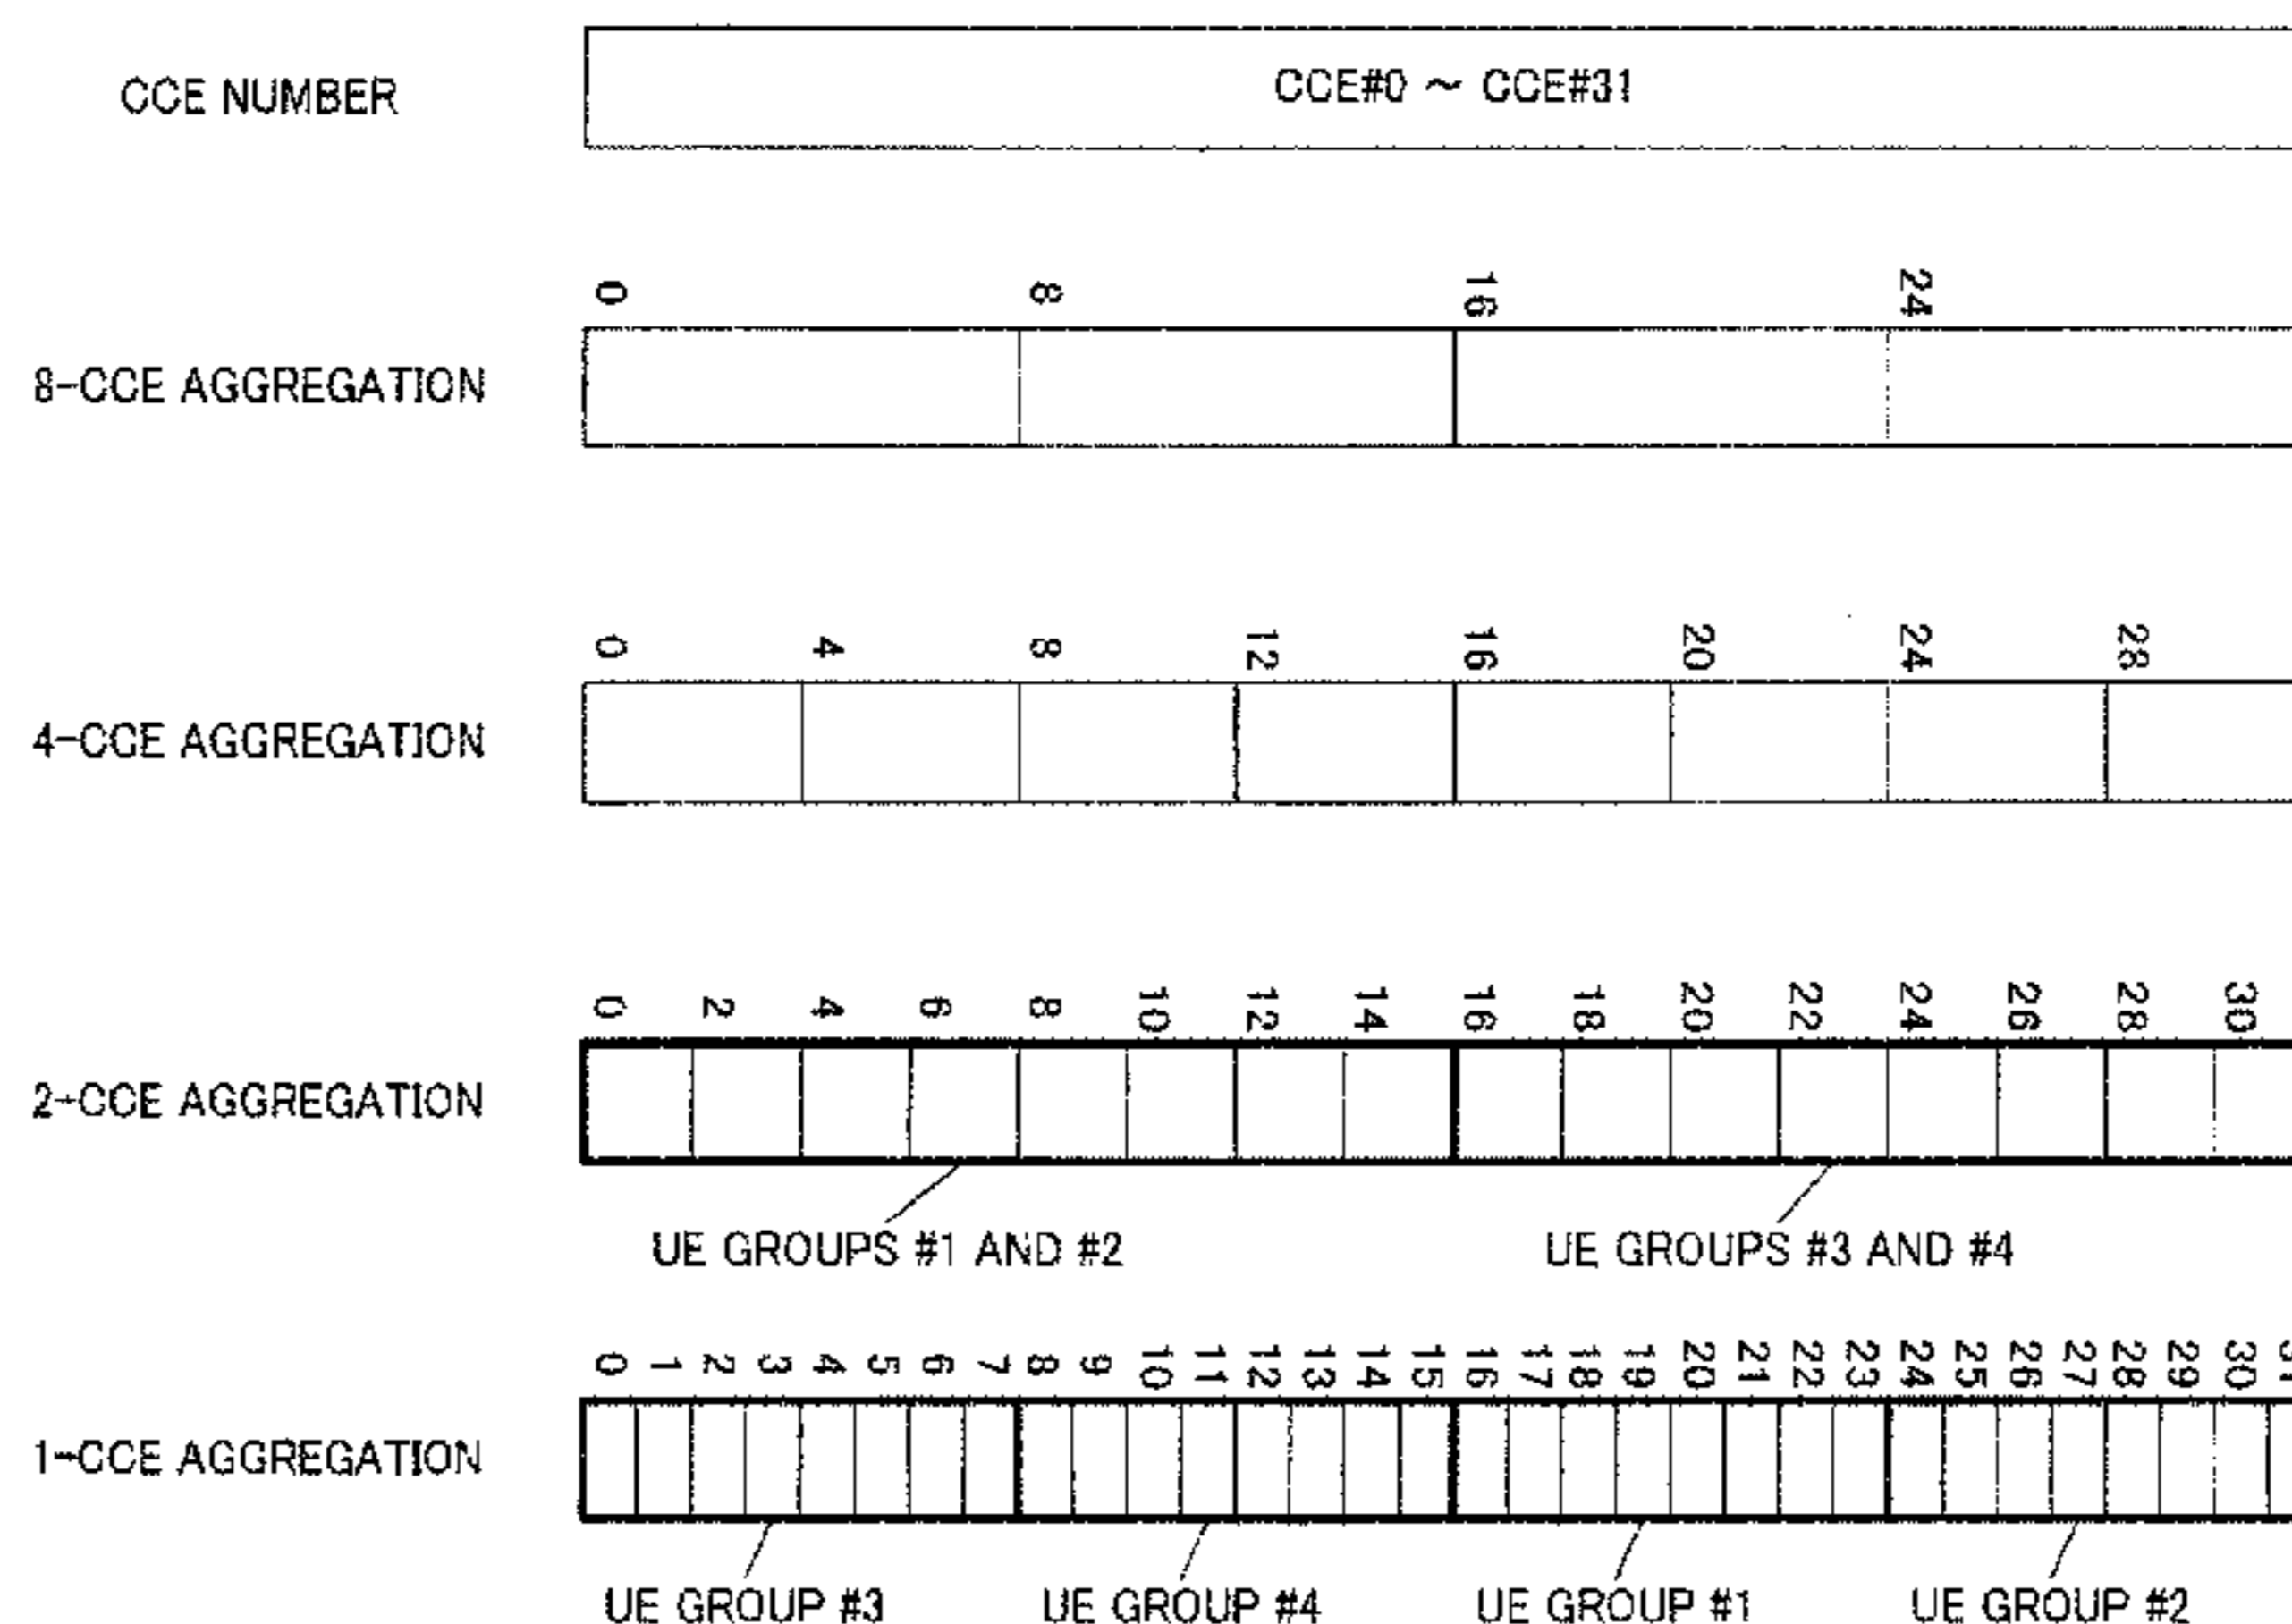 CCE NUMBER
CCE#0 ~ CCE#31
0 8 16 24
8-CCE AGGREGATION
0 4 8 12 16 20 24 28
4-CCE AGGREGATION
0 2 4 6 8 10 12 14 16 18 20 22 24 26 28 30
2-CCE AGGREGATION
UE GROUPS #1 AND #2 UE GROUPS #3 AND #4
0 1 2 3 4 5 6 7 8 9 10 11 12 13 14 15 16 17 18 19 20 21 22 23 24 25 26 27 28 29 30
1-CCE AGGREGATION
UE GROUP #3 UE GROUP #4 UE GROUP #1 UE GROUP #2